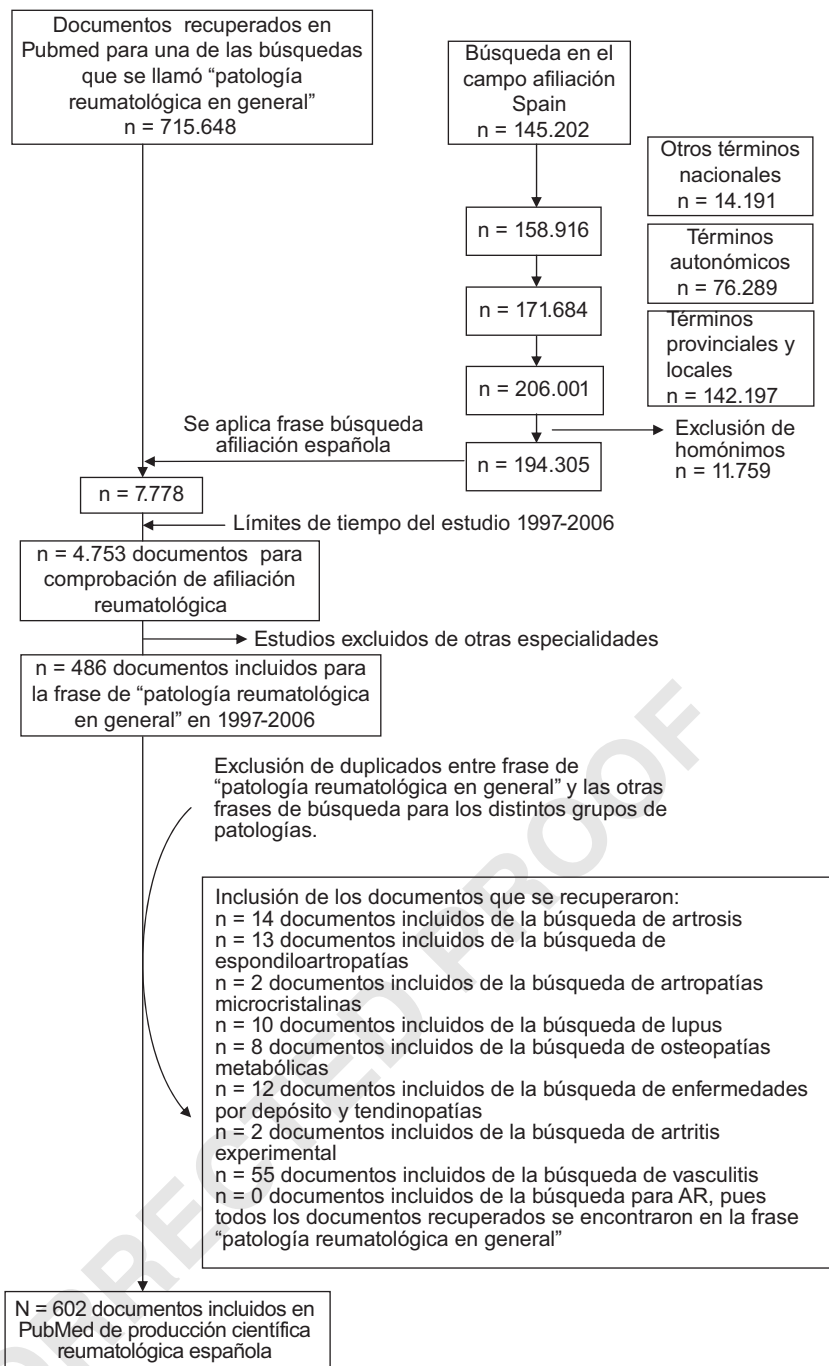 Documentos recuperados en
Pubmed para una de las búsquedas
que se llamó “patología
reumatológica en general”
n = 715.648
Búsqueda en el
campo afiliación
Spain
n = 145.202
Otros términos
nacionales
n = 14.191
n = 158.916
Términos
autonómicos
n = 76.289
n = 171.684
Términos
provinciales y
locales
n = 142.197
n = 206.001
Se aplica frase búsqueda
afiliación española
Exclusión de
homónimos
n = 11.759
n = 194.305
n = 7.778
Límites de tiempo del estudio 1997-2006
n = 4.753 documentos para
comprobación de afiliación
reumatológica
Estudios excluidos de otras especialidades
n = 486 documentos incluidos para
la frase de “patología reumatológica
en general” en 1997-2006
Exclusión de duplicados entre frase de
“patología reumatológica en general” y las otras
frases de búsqueda para los distintos grupos de
patologías.
Inclusión de los documentos que se recuperaron:
n = 14 documentos incluidos de la búsqueda de artrosis
n = 13 documentos incluidos de la búsqueda de
espondiloartropatías
n = 2 documentos incluidos de la búsqueda de artropatías
microcristalinas
n = 10 documentos incluidos de la búsqueda de lupus
n = 8 documentos incluidos de la búsqueda de osteopatías
metabólicas
n = 12 documentos incluidos de la búsqueda de enfermedades
por depósito y tendinopatías
n = 2 documentos incluidos de la búsqueda de artritis
experimental
n = 55 documentos incluidos de la búsqueda de vasculitis
n = 0 documentos incluidos de la búsqueda para AR, pues
todos los documentos recuperados se encontraron en la frase
“patología reumatológica en general”
N = 602 documentos incluidos en
PubMed de producción científica
reumatológica española
ORRECTED PROOF